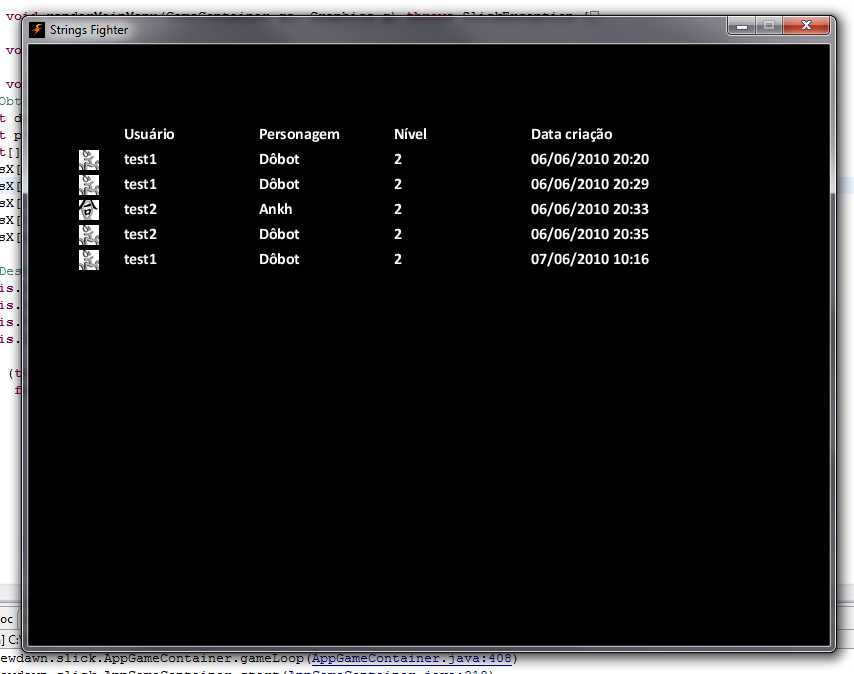 Strings Fighter
Usuário Personagem Nível Data criação
test1 Dôbot 2 06/06/2010 20:20
test1 Dôbot 2 06/06/2010 20:29
test2 Ankh 2 06/06/2010 20:33
test2 Dôbot 2 06/06/2010 20:35
test1 Dôbot 2 07/06/2010 10:16
ewdawn.slick.AppGameContainer.gameLoop(AppGameContainer.java:408)